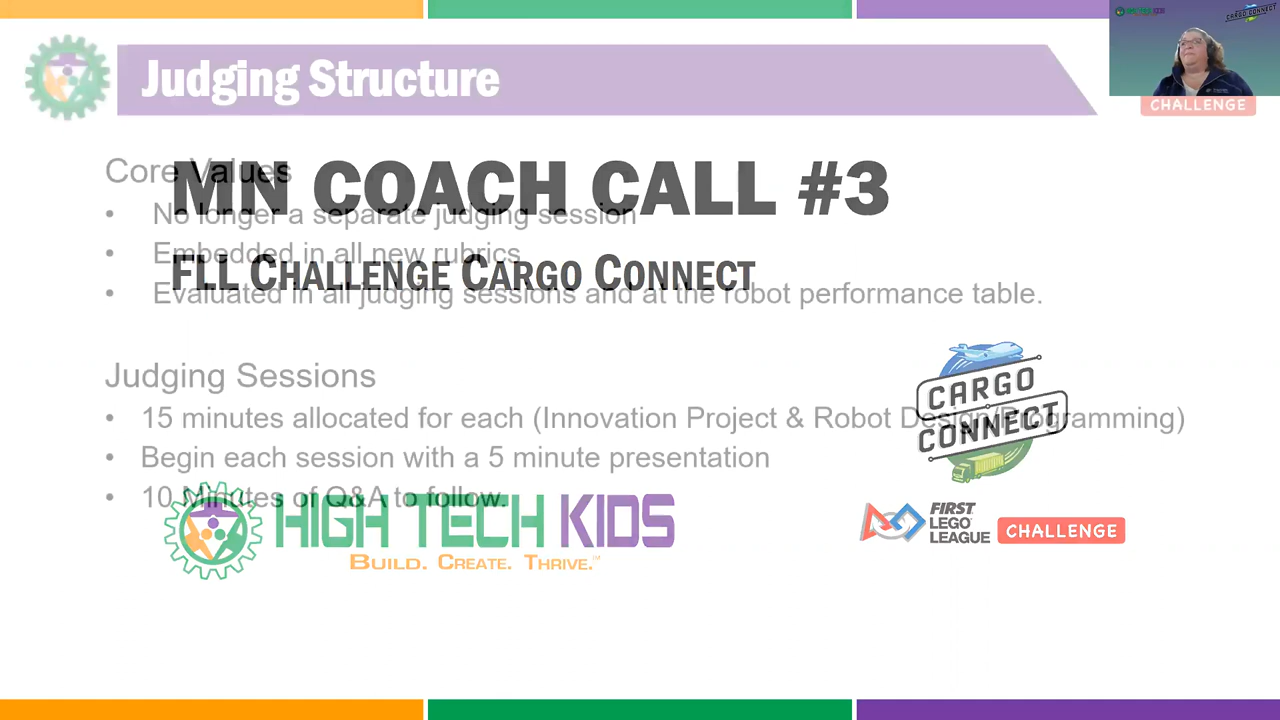 Judging Structure
CHALLENGE
CARGO CONNECT
Core Values
MN COACH CALL #3
• No longer a separate judging session
• Embedded in all new rubrics
FLL CHALLENGE CARGO CONNECT
• Evaluated in all judging sessions and at the robot performance table.
Judging Sessions
CARGO
CONNECT
• 15 minutes allocated for each (Innovation Project & Robot Design/Programming)
• Begin each session with a 5 minute presentation
• 10 Minutes of Q&A to follow.
HIGH TECH KIDS
BUILD. CREATE. THRIVE.™
FIRST
LEGO
LEAGUE
CHALLENGE